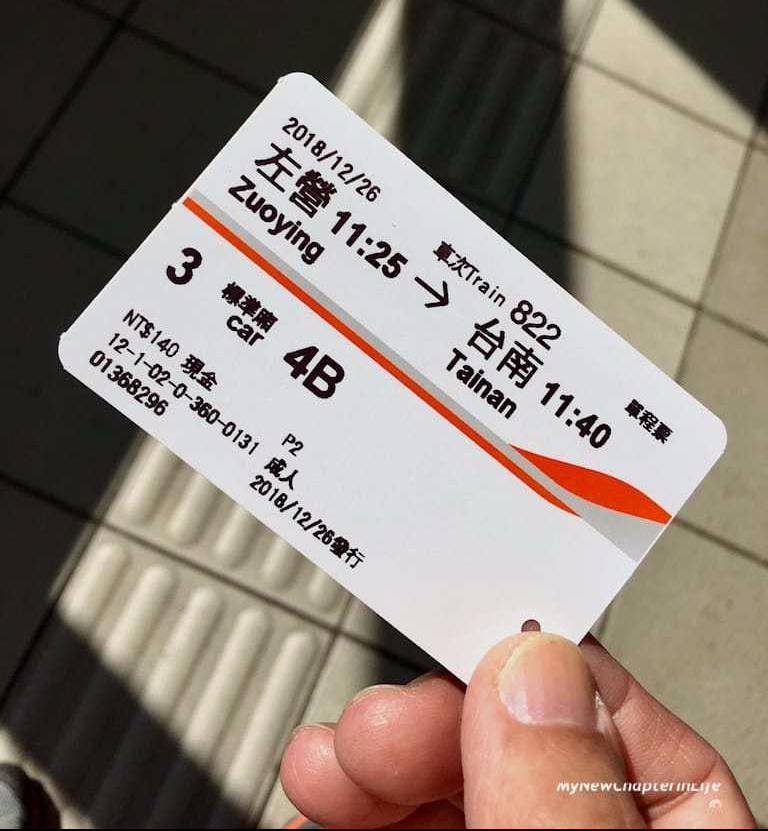 2018/12/26
單程票
車次Train 822
左營 11:25 → 台南 11:40
Zuoying
Tainan
3 標準廂 4B
car
NT$140 現金
12-1-02-0-360-0131
P2
01368296
成人
2018/12/26發行
MyNewChapterInLife